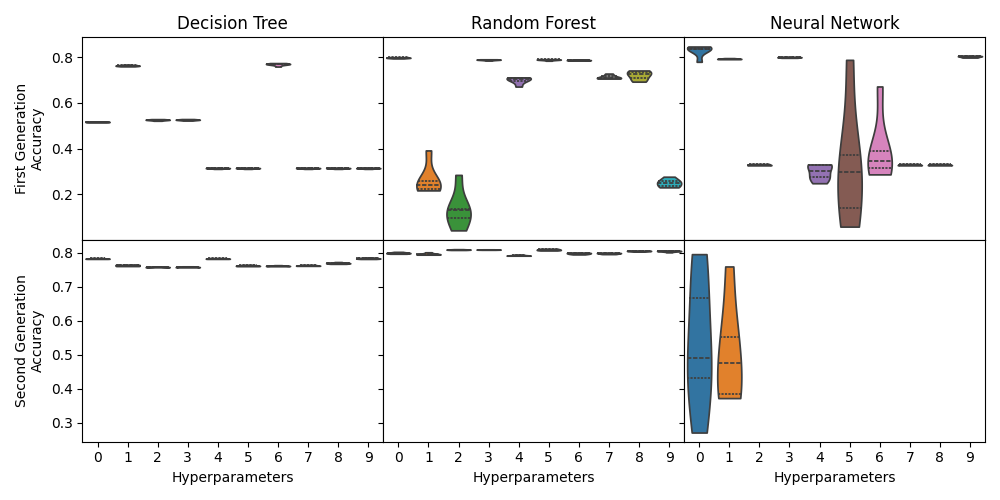 Decision Tree Random Forest Neural Network
First Generation
Accuracy
0.8
0.6
0.4
0.2
Second Generation
Accuracy
0.8
0.7
0.6
0.5
0.4
0.3
0 1 2 3 4 5 6 7 8 9 0 1 2 3 4 5 6 7 8 9 0 1 2 3 4 5 6 7 8 9
Hyperparameters Hyperparameters Hyperparameters